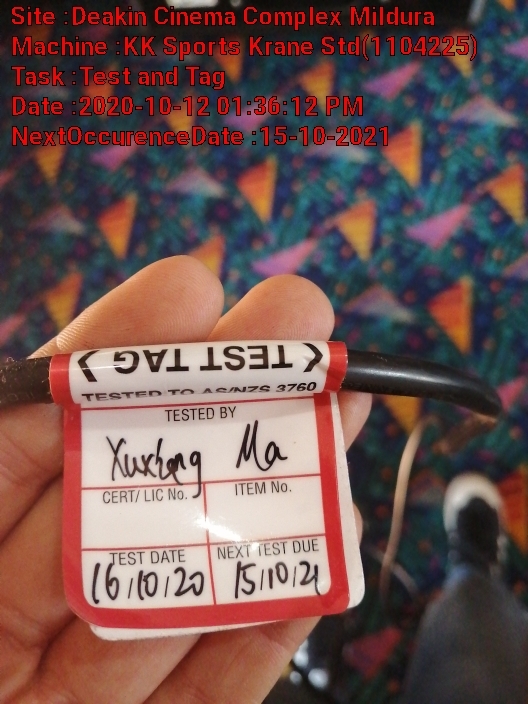 Site :Deakin Cinema Complex Mildura
Machine :KK Sports Krane Std(1104225)
Task :Test and Tag
Date :2020-10-12 01:36:12 PM
NextOccurenceDate :15-10-2021
TEST TAG
TESTED TO AS/NZS 3760
TESTED BY
Ma
CERT/ LIC No. ITEM No.
TEST DATE NEXT TEST DUE
16/10/20 15/10/21